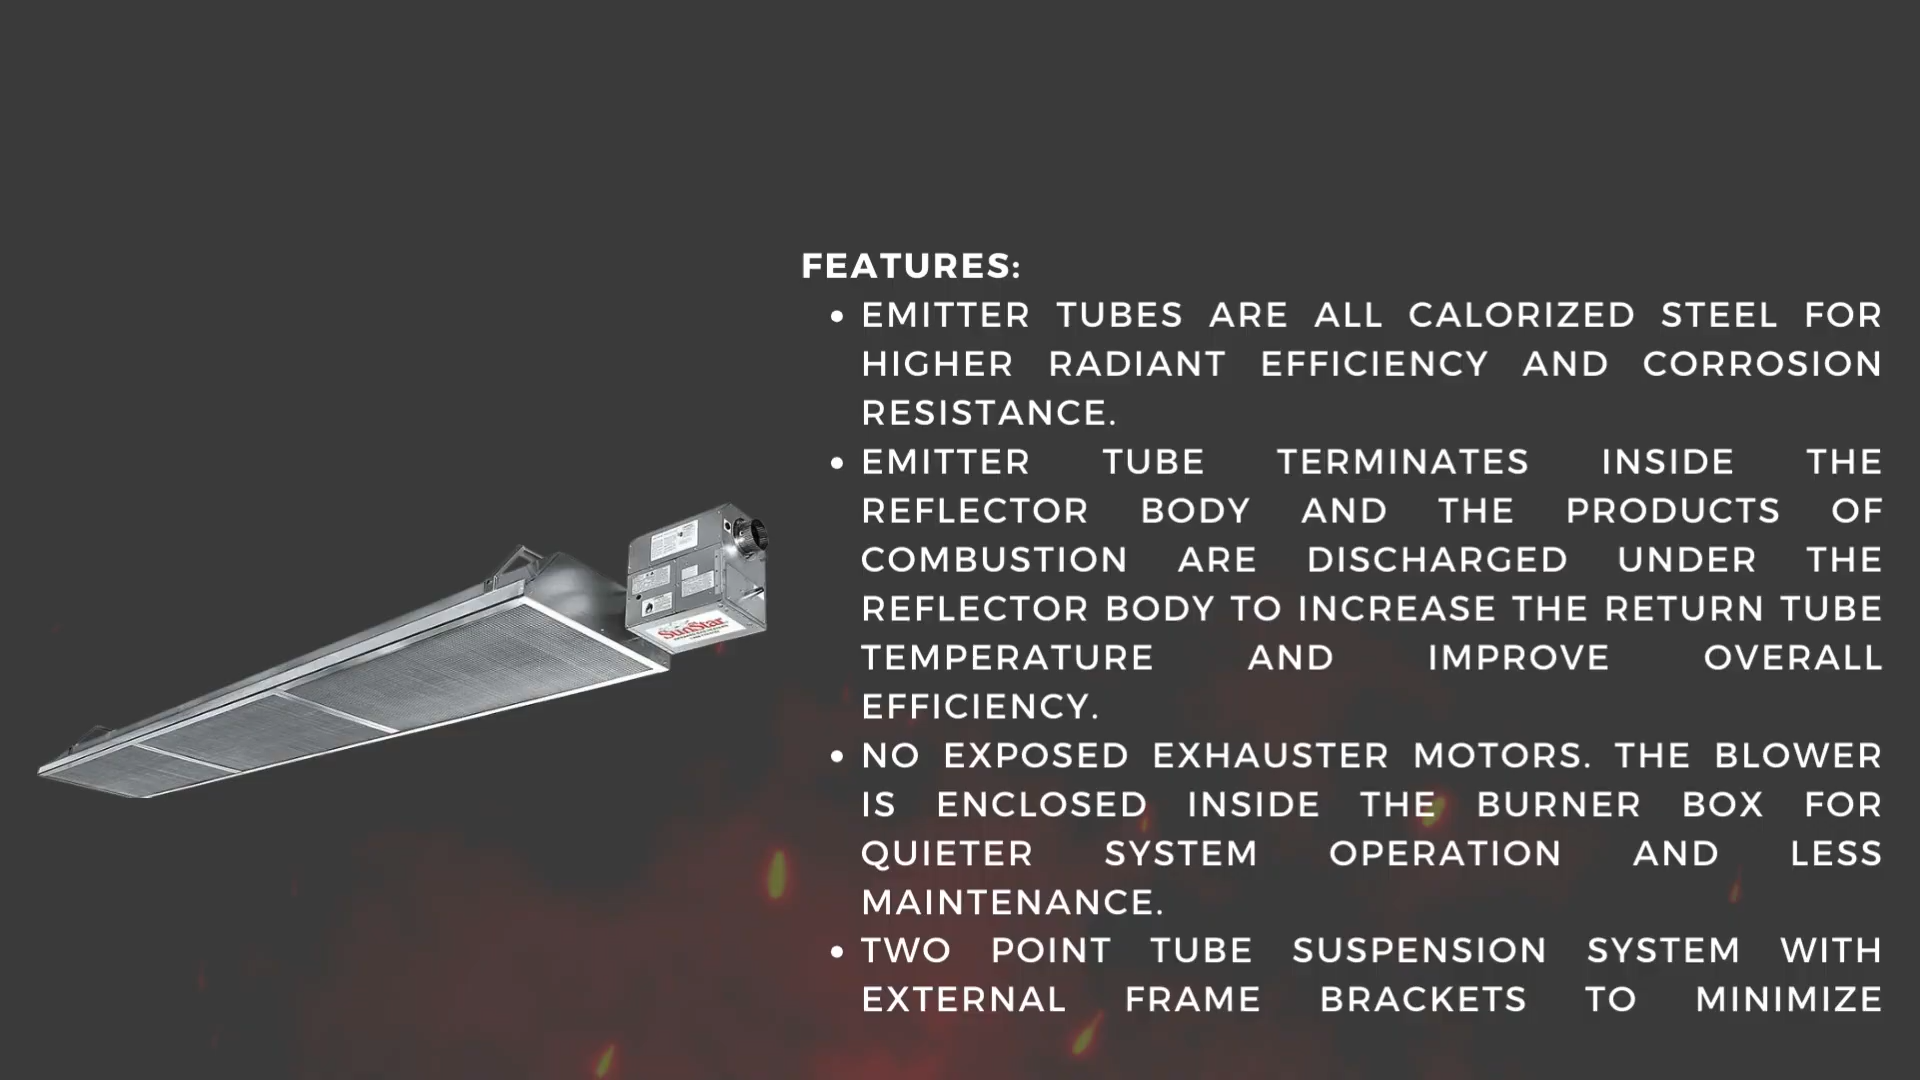 FEATURES:
• EMITTER TUBES ARE ALL CALORIZED STEEL FOR
HIGHER RADIANT EFFICIENCY AND CORROSION
RESISTANCE.
• EMITTER TUBE TERMINATES INSIDE THE
REFLECTOR BODY AND THE PRODUCTS OF
COMBUSTION ARE DISCHARGED UNDER THE
REFLECTOR BODY TO INCREASE THE RETURN TUBE
TEMPERATURE AND IMPROVE OVERALL
EFFICIENCY.
• NO EXPOSED EXHAUSTER MOTORS. THE BLOWER
IS ENCLOSED INSIDE THE BURNER BOX FOR
QUIETER SYSTEM OPERATION AND LESS
MAINTENANCE.
• TWO POINT TUBE SUSPENSION SYSTEM WITH
EXTERNAL FRAME BRACKETS TO MINIMIZE
SunStar